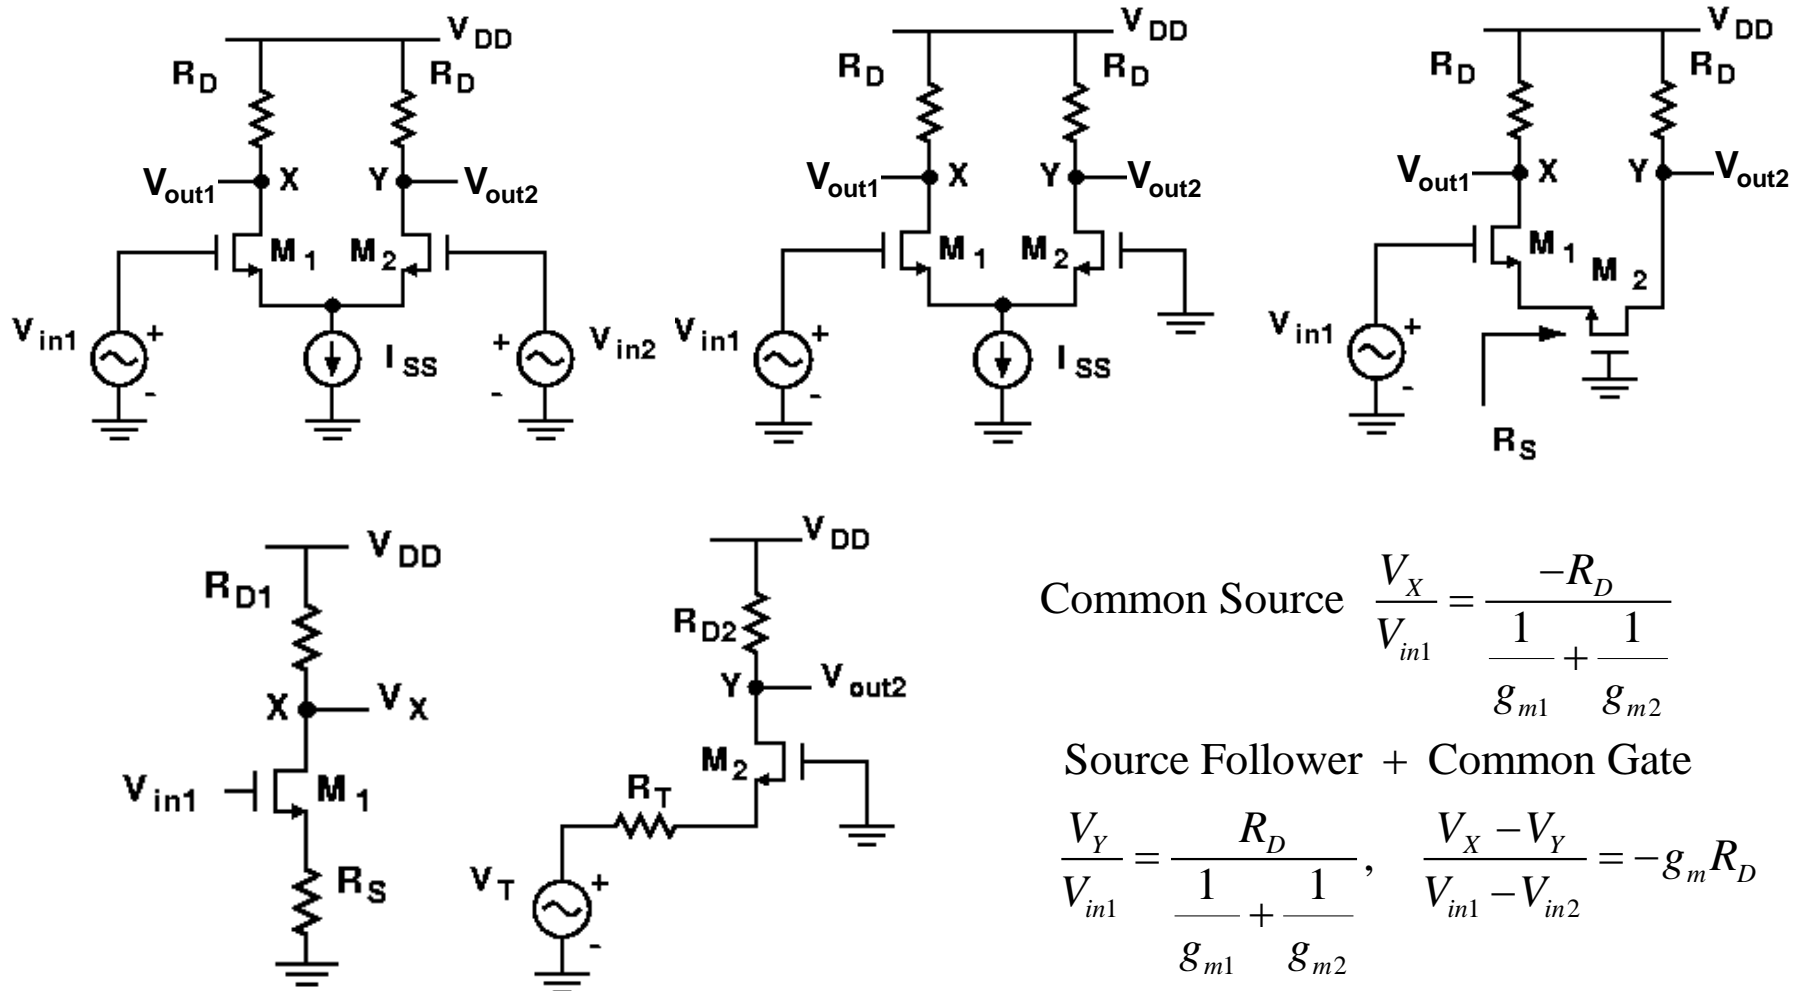 V_DD
R_D R_D
V_out1 X Y V_out2
M_1 M_2
V_in1 + + V_in2
- I_SS -
V_DD
R_D R_D
V_out1 X Y V_out2
M_1 M_2
V_in1 +
- I_SS
V_DD
R_D R_D
V_out1 X Y V_out2
M_1 M_2
V_in1 +
-
R_S
V_DD
R_D1
X V_X
V_in1 M_1
R_S
V_DD
R_D2
Y V_out2
M_2
R_T
V_T +
-
Common Source V_X/V_in1 = -R_D/(1/g_m1 + 1/g_m2)
Source Follower + Common Gate
V_Y/V_in1 = R_D/(1/g_m1 + 1/g_m2), (V_X - V_Y)/(V_in1 - V_in2) = -g_m R_D